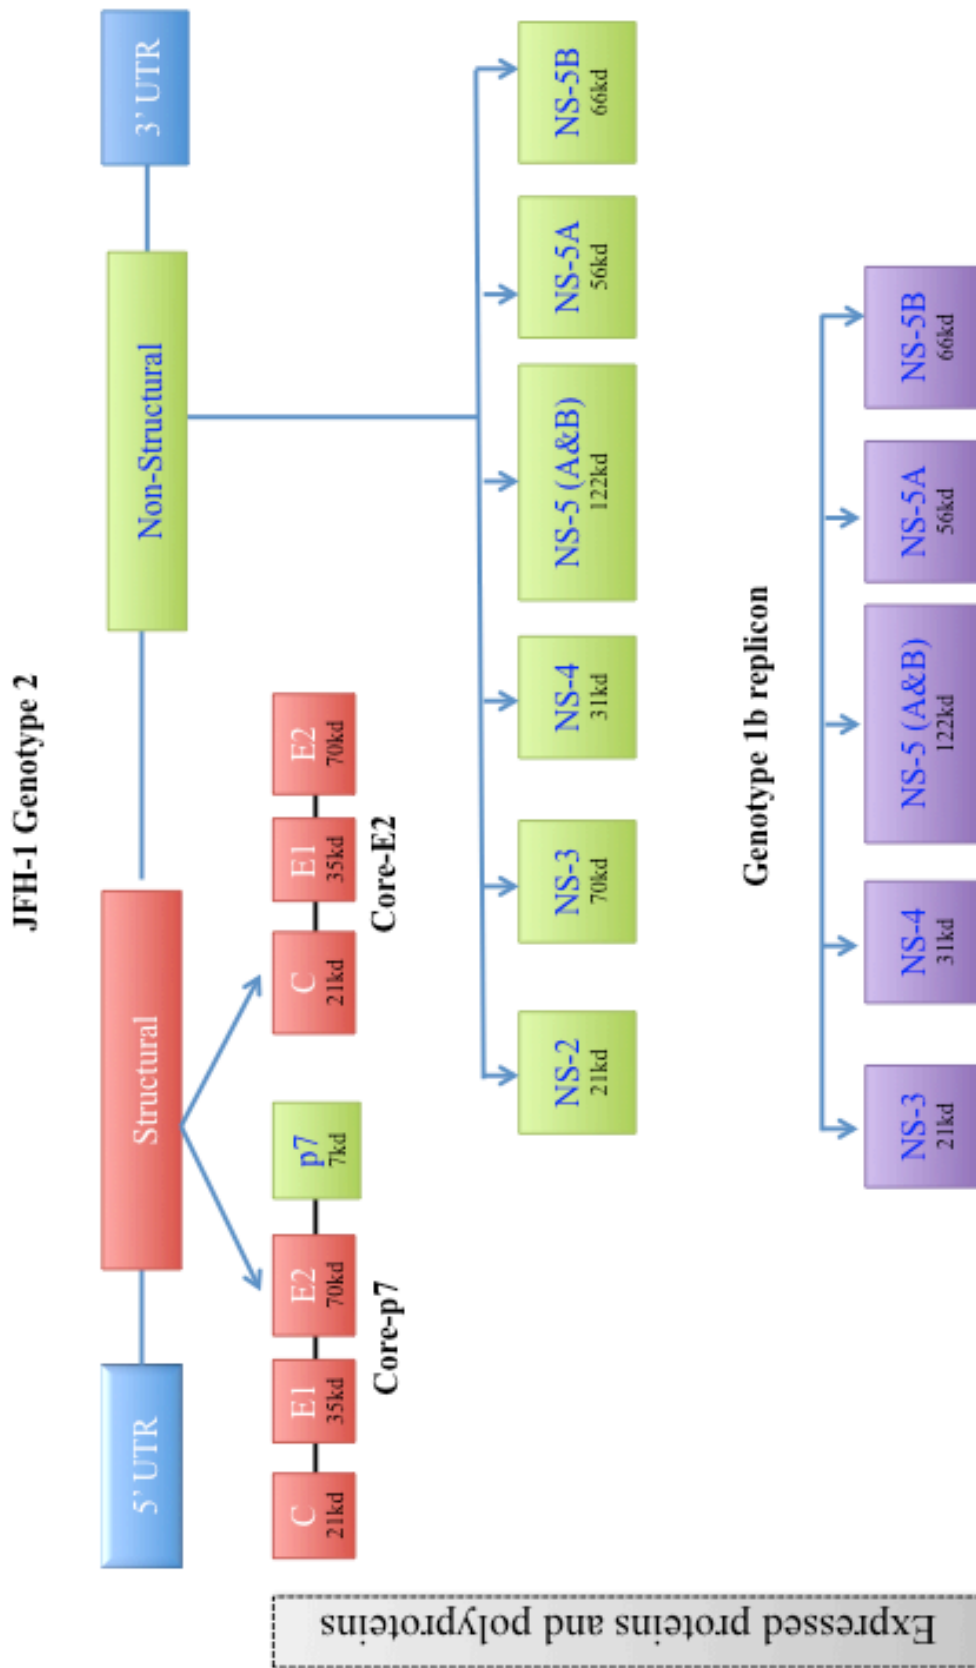 JFH-1 Genotype 2
5' UTR
Structural
Non-Structural
3' UTR
C
21kd
E1
35kd
E2
70kd
p7
7kd
Core-p7
C
21kd
E1
35kd
E2
70kd
Core-E2
NS-2
21kd
NS-3
70kd
NS-4
31kd
NS-5 (A&B)
122kd
NS-5A
56kd
NS-5B
66kd
Genotype 1b replicon
NS-3
21kd
NS-4
31kd
NS-5 (A&B)
122kd
NS-5A
56kd
NS-5B
66kd
Expressed proteins and polyproteins